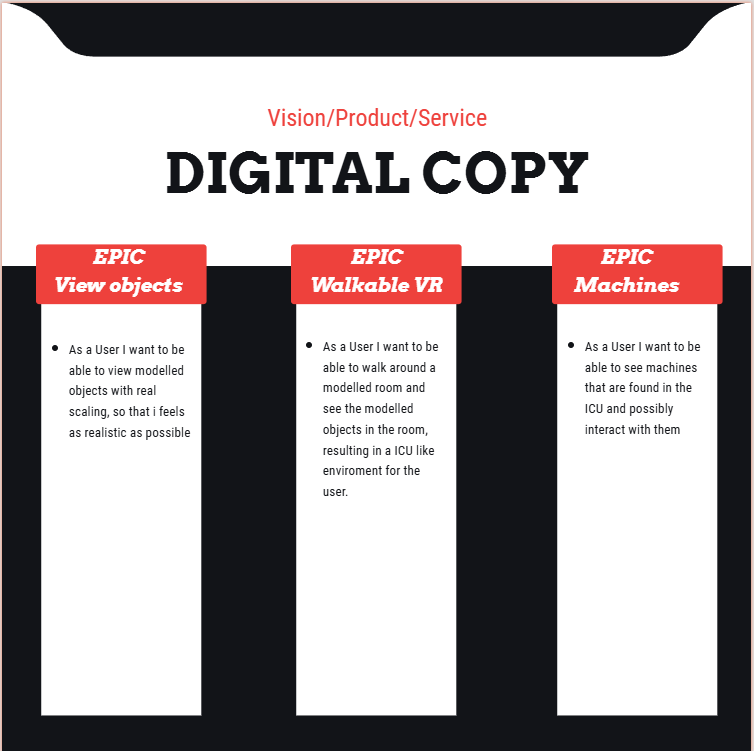 Vision/Product/Service
DIGITAL COPY
EPIC
View objects
As a User I want to be
able to view modelled
objects with real
scaling, so that i feels
as realistic as possible
EPIC
Walkable VR
As a User I want to be
able to walk around a
modelled room and
see the modelled
objects in the room,
resulting in a ICU like
enviroment for the
user.
EPIC
Machines
As a User I want to be
able to see machines
that are found in the
ICU and possibly
interact with them